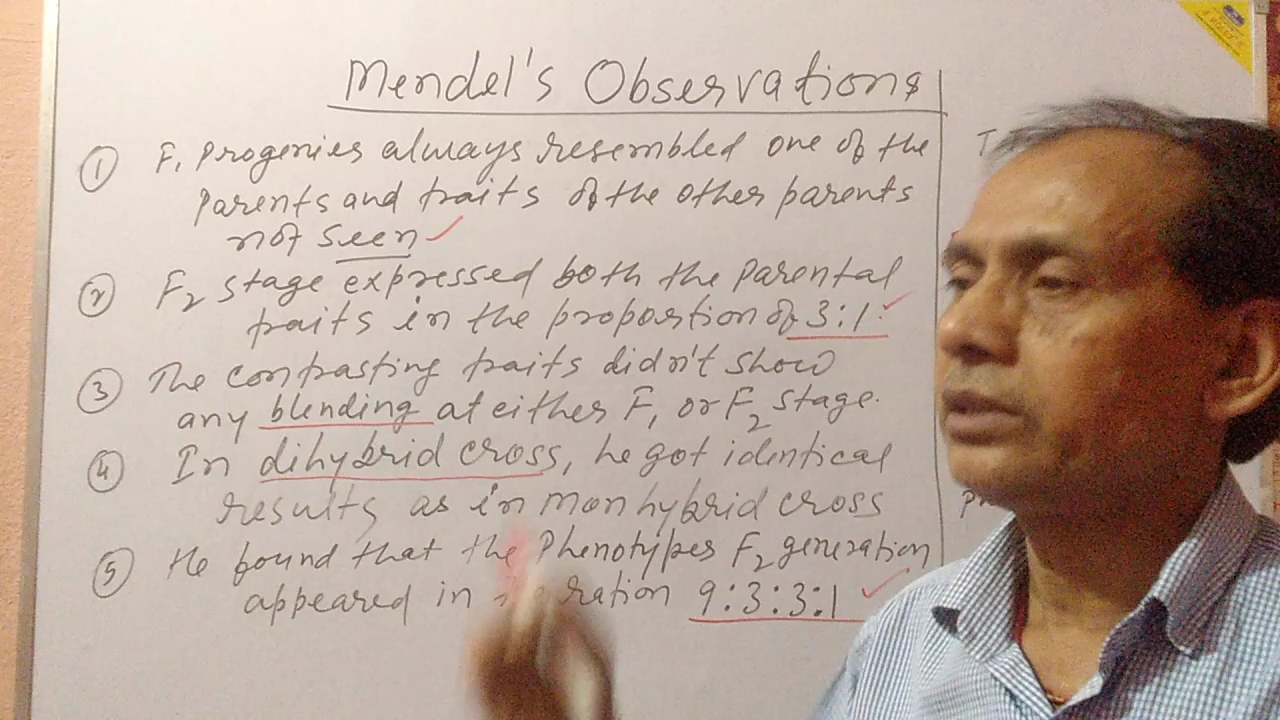 Mendel's Observations
① F₁ Progenies always resembled one of the
Parents and traits of the other parents
not seen
② F₂ stage expressed both the Parental
traits in the proportion of 3:1.
③ The contrasting traits didn't show
any blending at either F₁ or F₂ stage.
④ In dihybrid cross, he got identical
results as in monhybrid cross
⑤ He found that the Phenotypes F₂ generation
appeared in ration 9:3:3:1